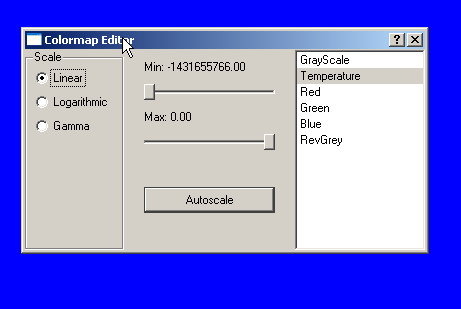 Colormap Editor
Scale
Linear
Logarithmic
Gamma
Min: -1431655766.00
Max: 0.00
Autoscale
GrayScale
Temperature
Red
Green
Blue
RevGrey